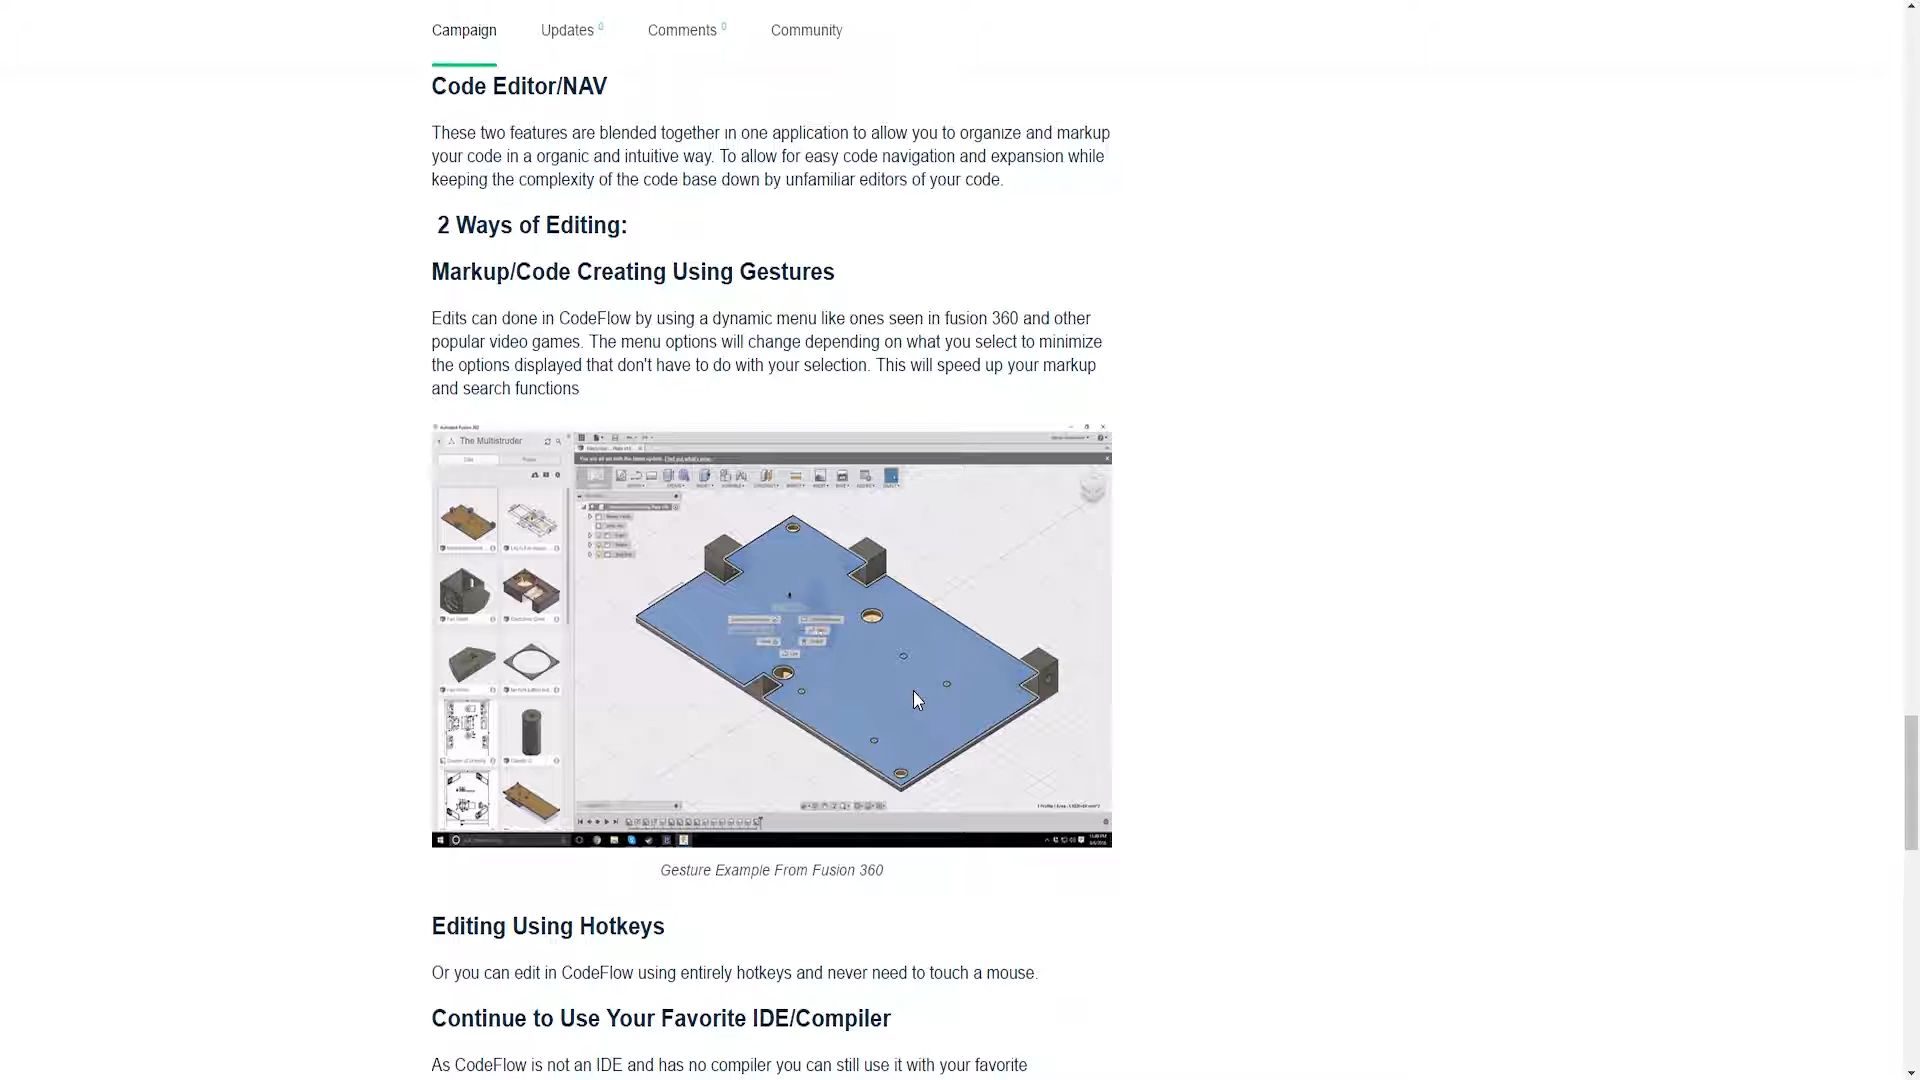 Campaign
Updates 0
Comments 0
Community
Code Editor/NAV
These two features are blended together in one application to allow you to organize and markup
your code in a organic and intuitive way. To allow for easy code navigation and expansion while
keeping the complexity of the code base down by unfamiliar editors of your code.
2 Ways of Editing:
Markup/Code Creating Using Gestures
Edits can done in CodeFlow by using a dynamic menu like ones seen in fusion 360 and other
popular video games. The menu options will change depending on what you select to minimize
the options displayed that don't have to do with your selection. This will speed up your markup
and search functions
Autodesk Fusion 360
The Multistruder
Gesture Example From Fusion 360
Editing Using Hotkeys
Or you can edit in CodeFlow using entirely hotkeys and never need to touch a mouse.
Continue to Use Your Favorite IDE/Compiler
As CodeFlow is not an IDE and has no compiler you can still use it with your favorite